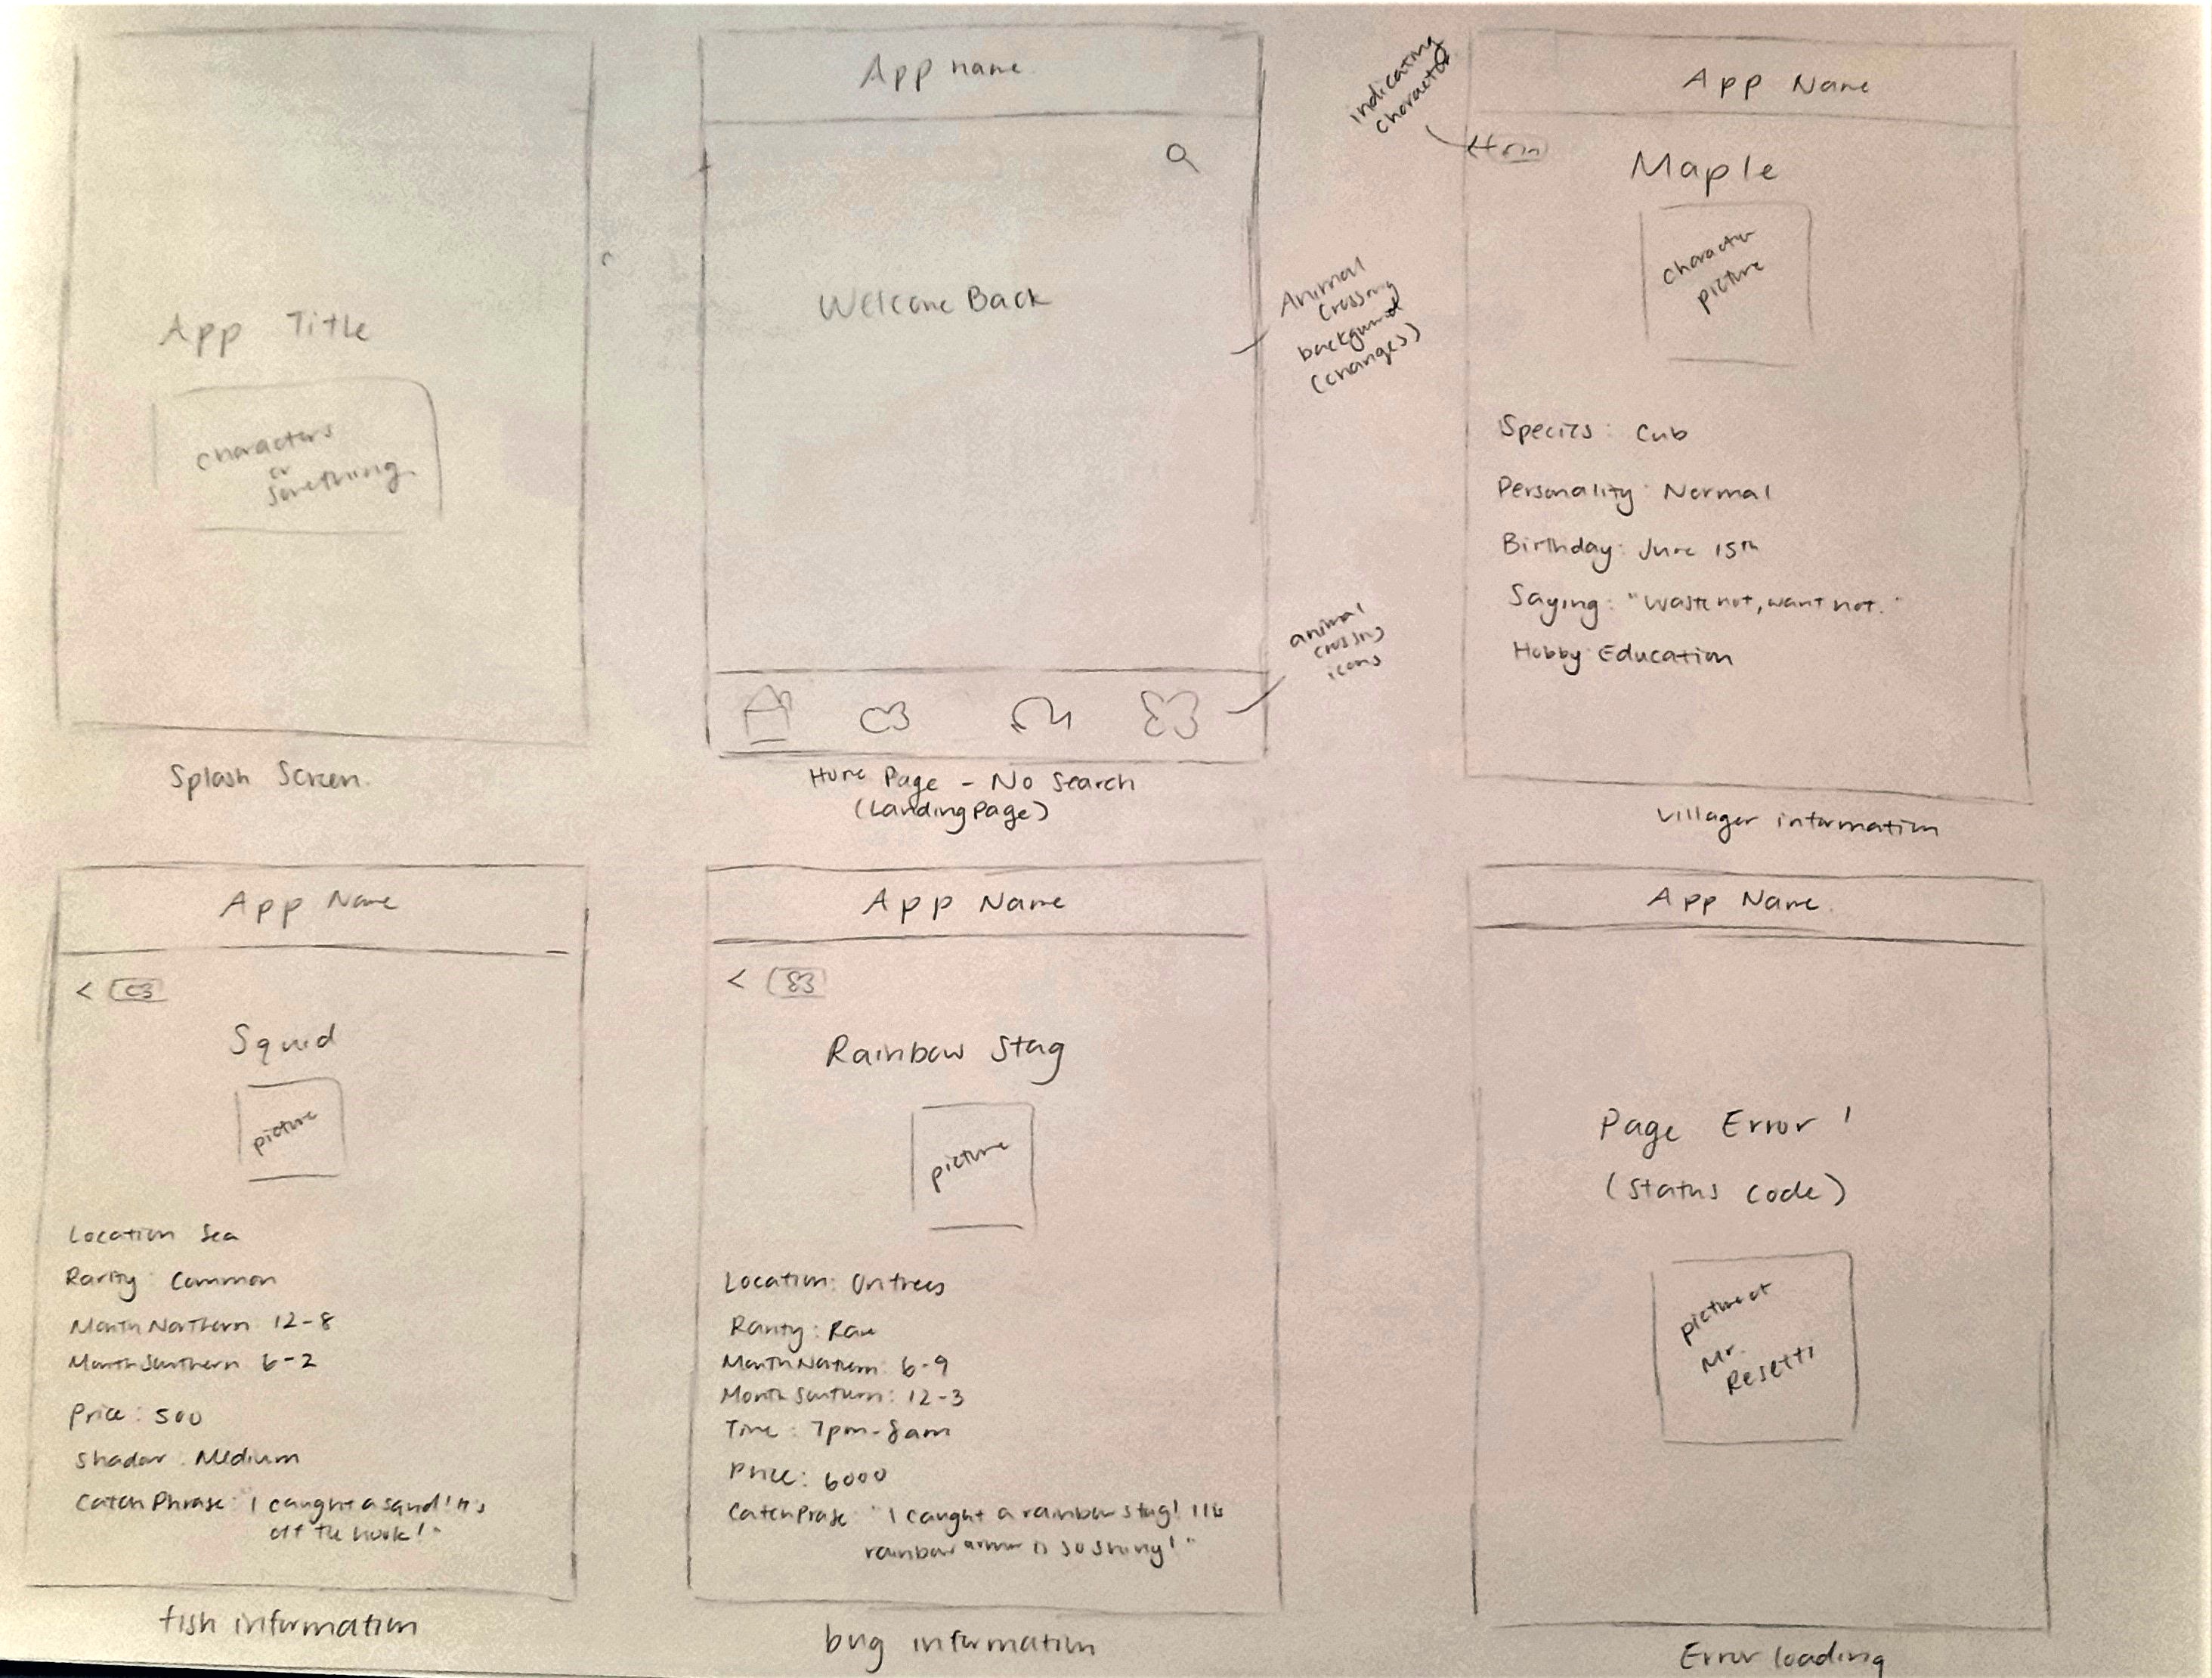 App Title
characters
or
something
Splash Screen.
App name
Welcome Back
Animal
Crossing
background
(changes)
animal
crossing
icons
Home Page - No Search
(Landing page)
indicating
character
App Name
Maple
character
picture
Species: Cub
Personality: Normal
Birthday: June 15th
Saying: "Waste not, want not."
Hobby: Education
villager information
App Name
<
Squid
picture
Location Sea
Rarity: Common
Month Northern 12-8
Month Southern 6-2
Price: 500
Shadow: Medium
Catch Phrase: "I caught a squid! It's
off the hook!"
fish information
App Name
<
Rainbow Stag
picture
Location: On trees
Rarity: Rare
Month Northern: 6-9
Month Southern: 12-3
Time: 7pm-8am
Price: 6000
Catch Prase: "I caught a rainbow stag! Its
rainbow armor is so shiny!"
bug information
App Name
Page Error!
(status code)
picture of
Mr.
Resetti
Error loading